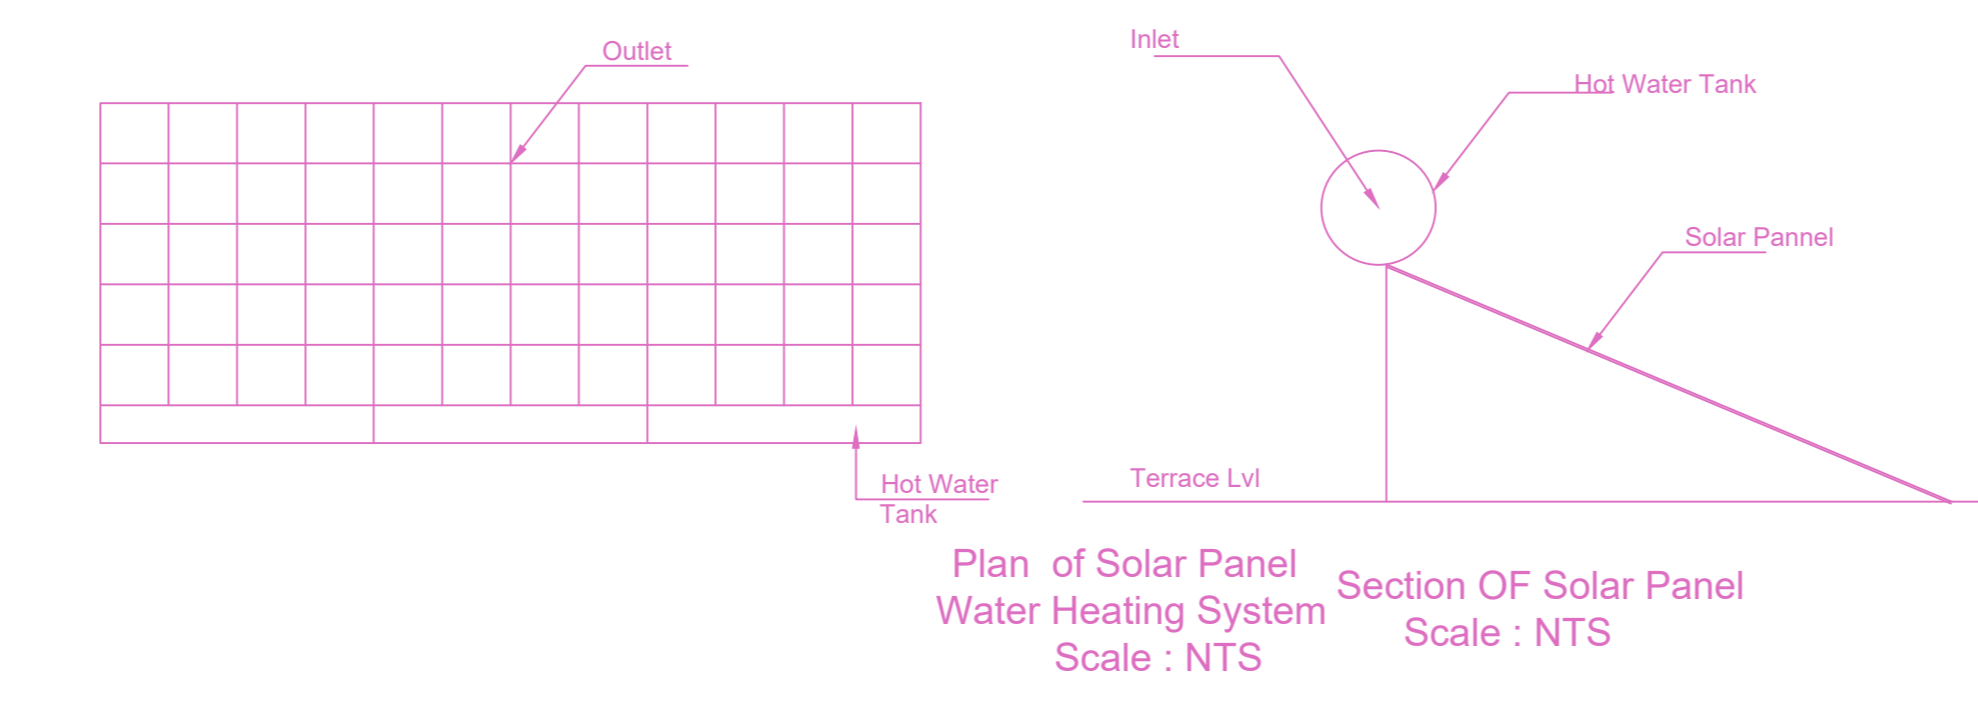 Outlet
Hot Water
Tank
Plan of Solar Panel
Water Heating System
Scale : NTS
Inlet
Hot Water Tank
Solar Pannel
Terrace Lvl
Section OF Solar Panel
Scale : NTS